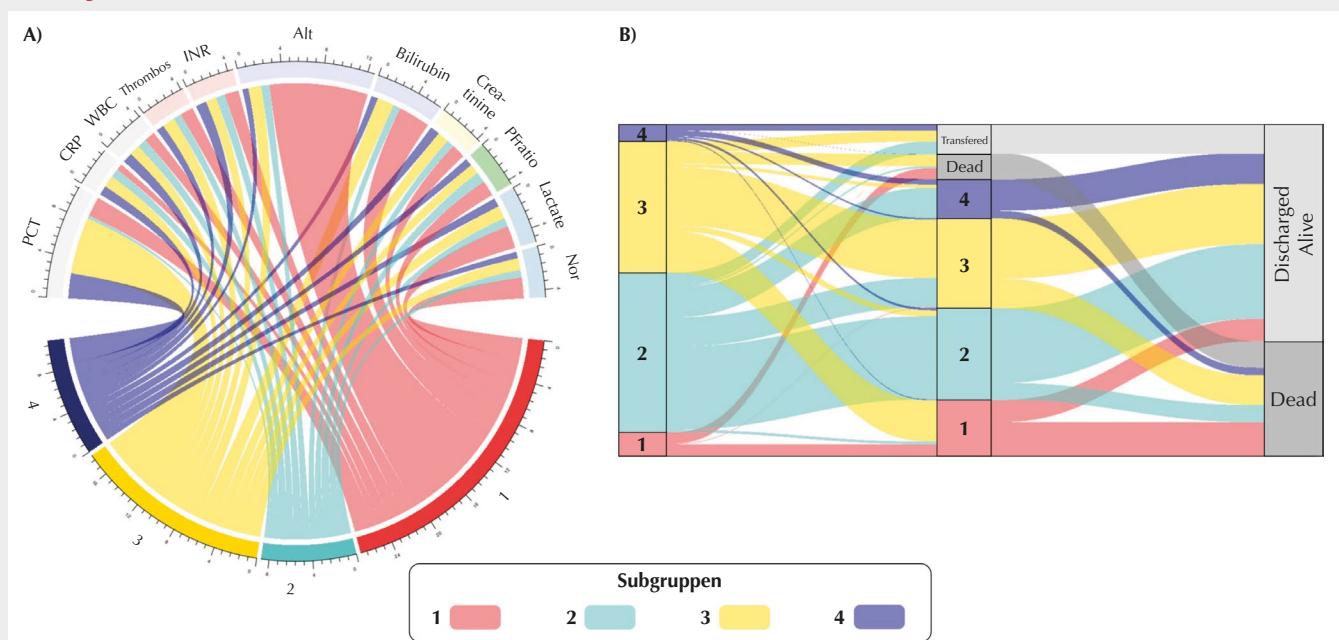 A)
PCT
CRP
WBC
Thrombos
INR
Alt
Bilirubin
Crea-
tinine
PFratio
Lactate
Nor
4
3
2
1
B)
4
3
2
1
Transfered
Dead
4
3
2
1
Discharged
Alive
Dead
Subgruppen
1
2
3
4